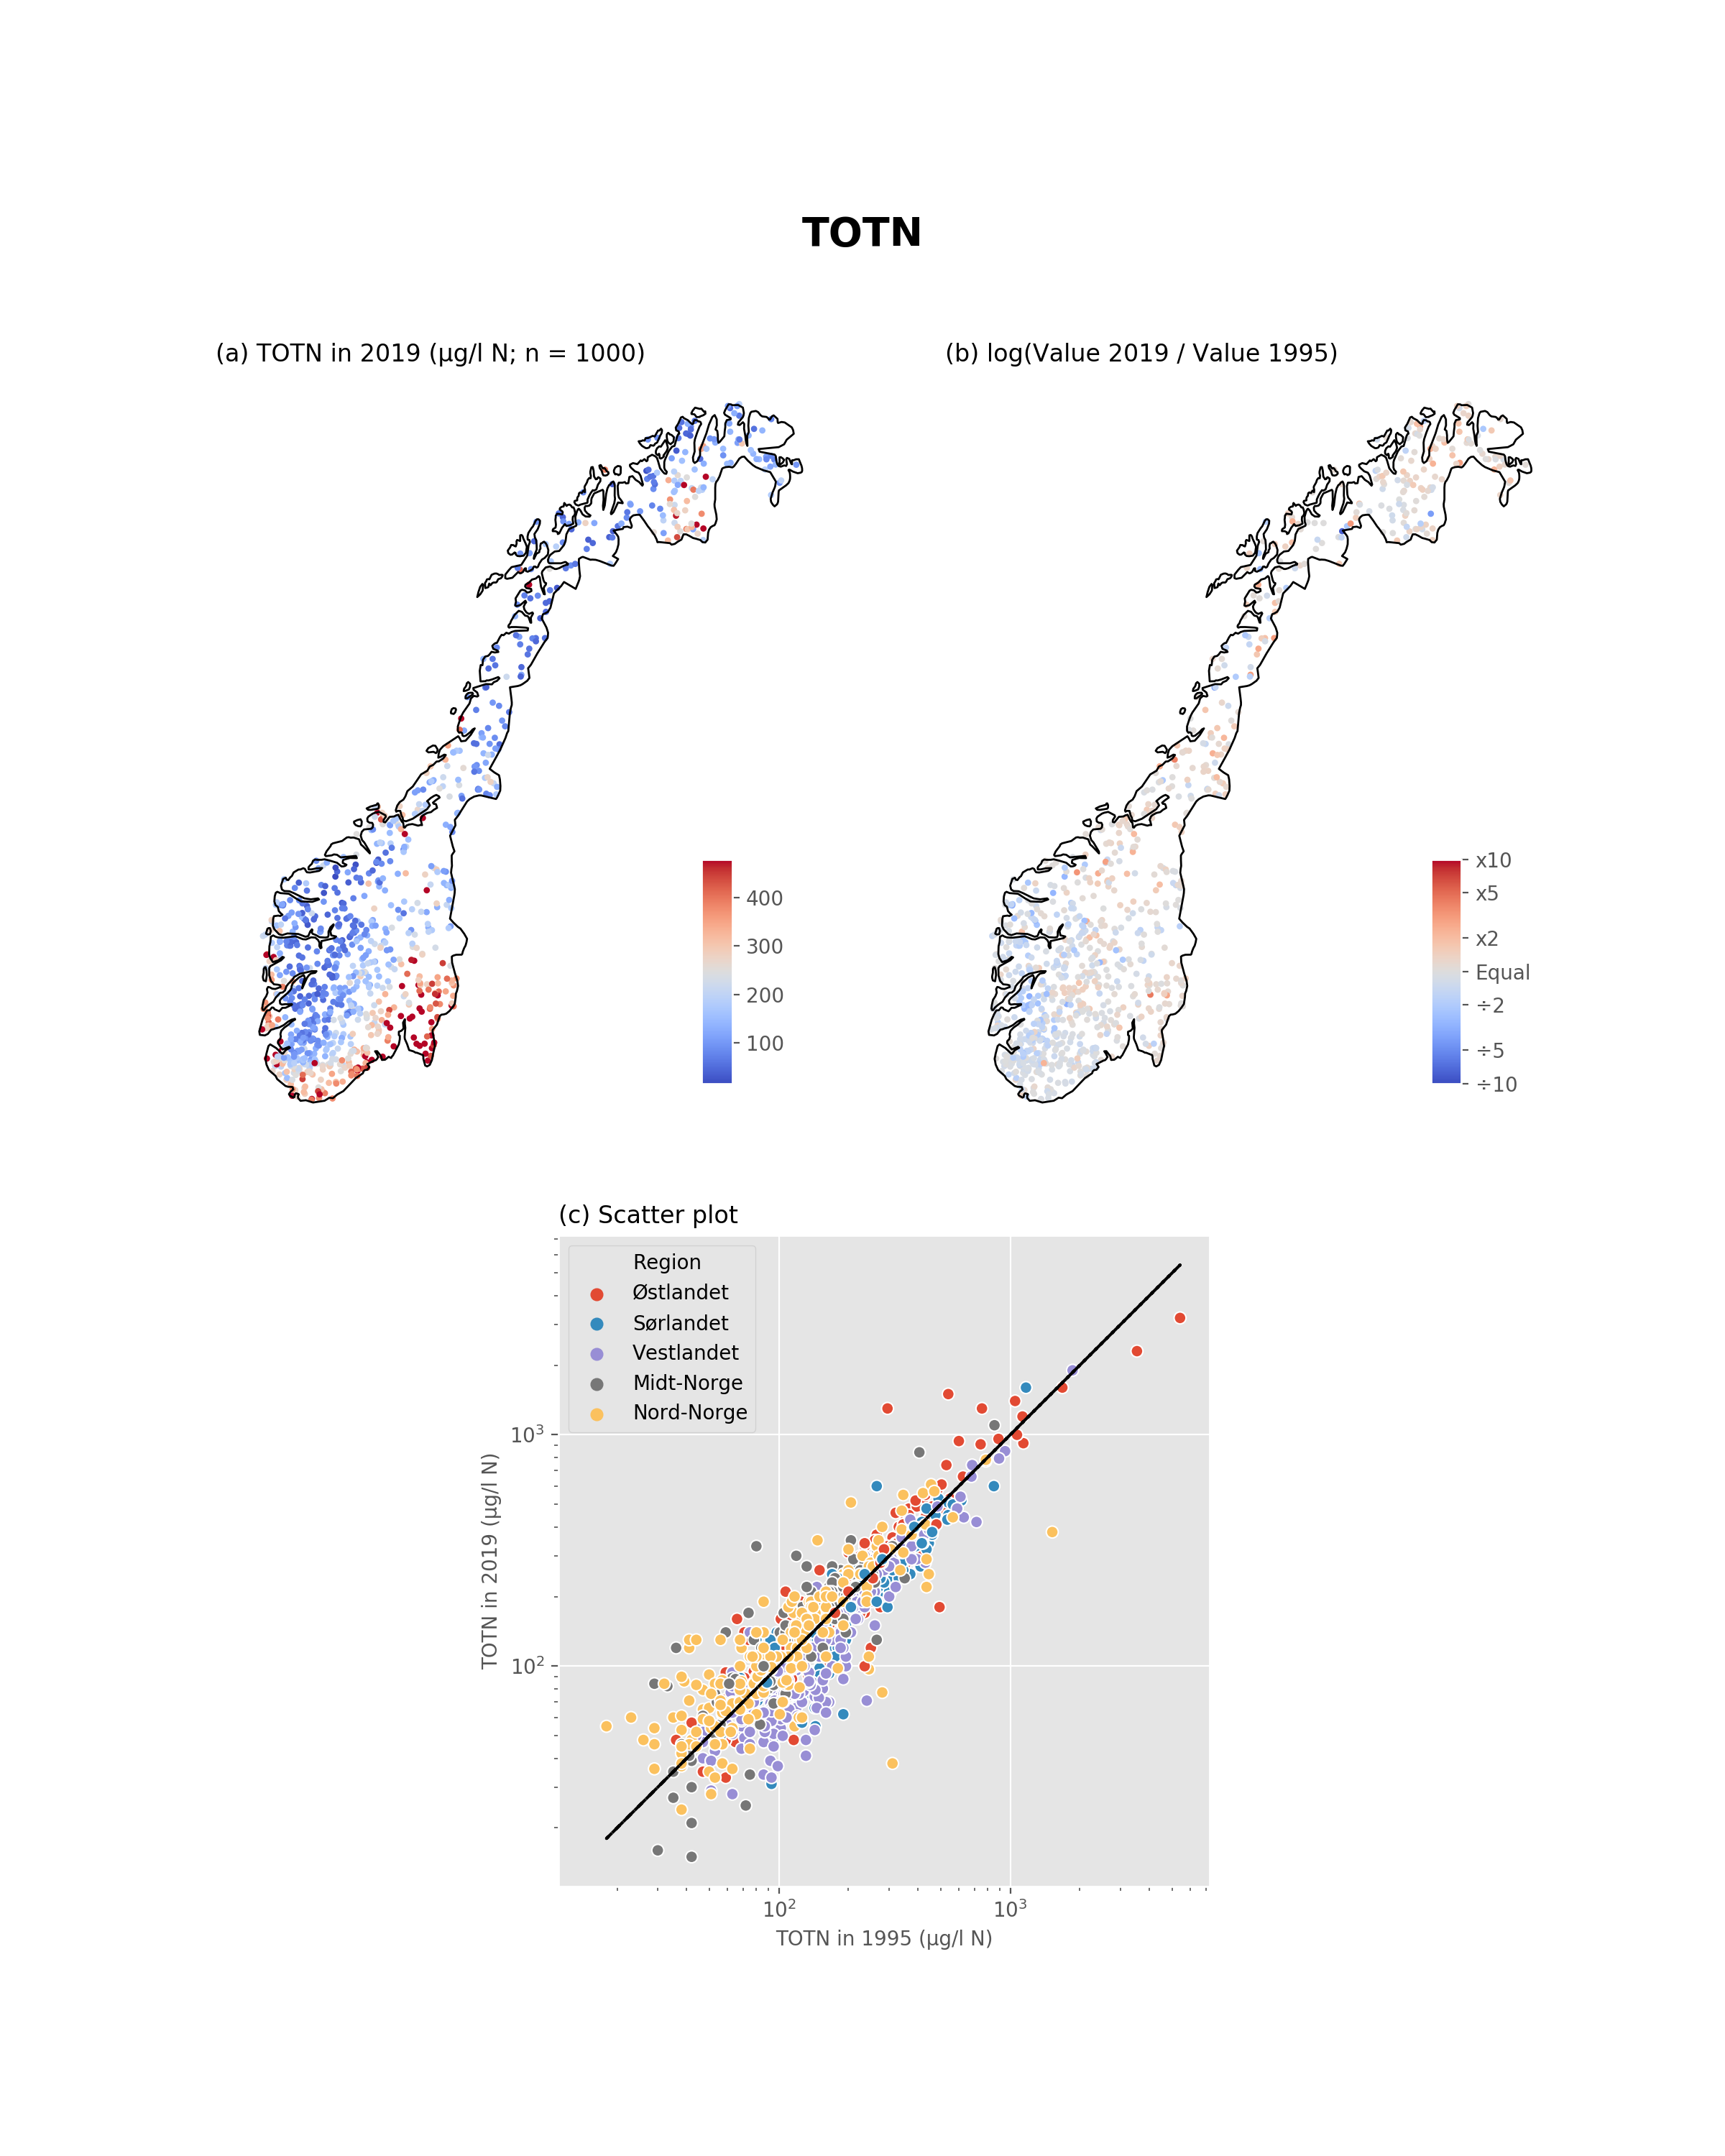 TOTN
(a) TOTN in 2019 (µg/l N; n = 1000)
(b) log(Value 2019 / Value 1995)
400
300
200
100
x10
x5
x2
Equal
÷2
÷5
÷10
(c) Scatter plot
Region
Østlandet
Sørlandet
Vestlandet
Midt-Norge
Nord-Norge
10³
10²
TOTN in 2019 (µg/l N)
10² 10³
TOTN in 1995 (µg/l N)